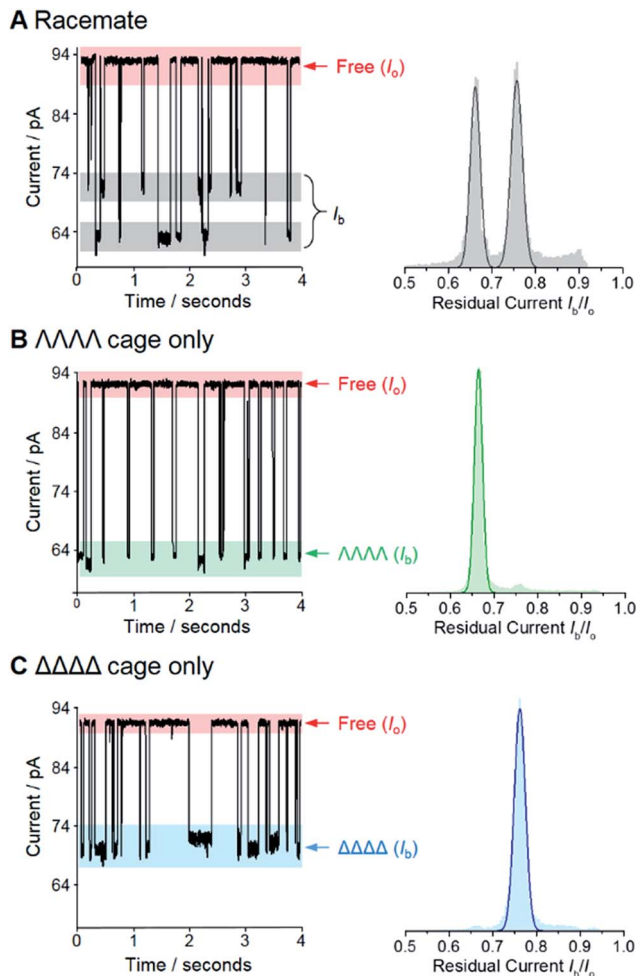 A Racemate
94
84
74
64
Current / pA
0 1 2 3 4
Time / seconds
Free (Io)
Ib
0.5 0.6 0.7 0.8 0.9 1.0
Residual Current Ib/Io
B ΛΛΛΛ cage only
94
84
74
64
Current / pA
0 1 2 3 4
Time / seconds
Free (Io)
ΛΛΛΛ (Ib)
0.5 0.6 0.7 0.8 0.9 1.0
Residual Current Ib/Io
C ΔΔΔΔ cage only
94
84
74
64
Current / pA
0 1 2 3 4
Time / seconds
Free (Io)
ΔΔΔΔ (Ib)
0.5 0.6 0.7 0.8 0.9 1.0
Residual Current Ib/Io